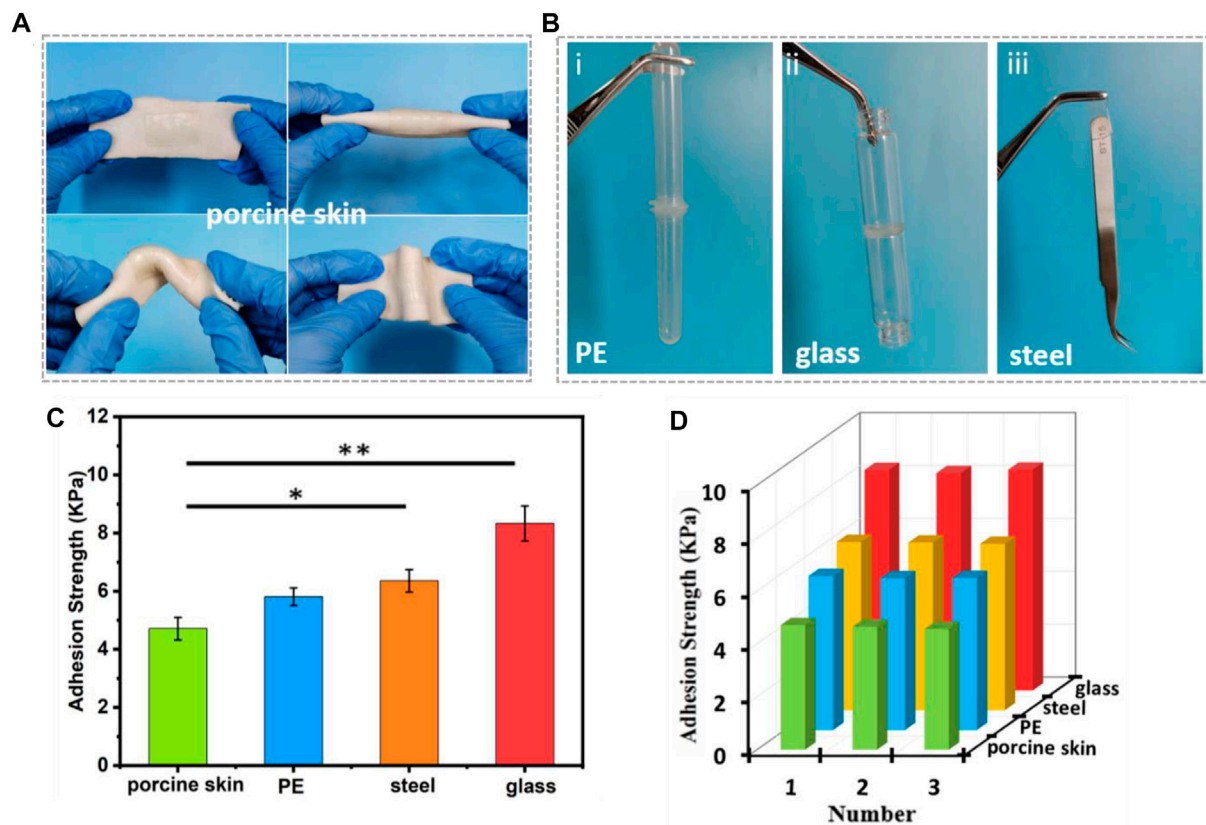 A
porcine skin
B
i
PE
ii
glass
iii
ST-15
steel
C
Adhesion Strength (KPa)
12
10
8
6
4
2
0
**
*
porcine skin
PE
steel
glass
D
Adhesion Strength (KPa)
10
8
6
4
2
0
1
2
3
Number
glass
steel
PE
porcine skin